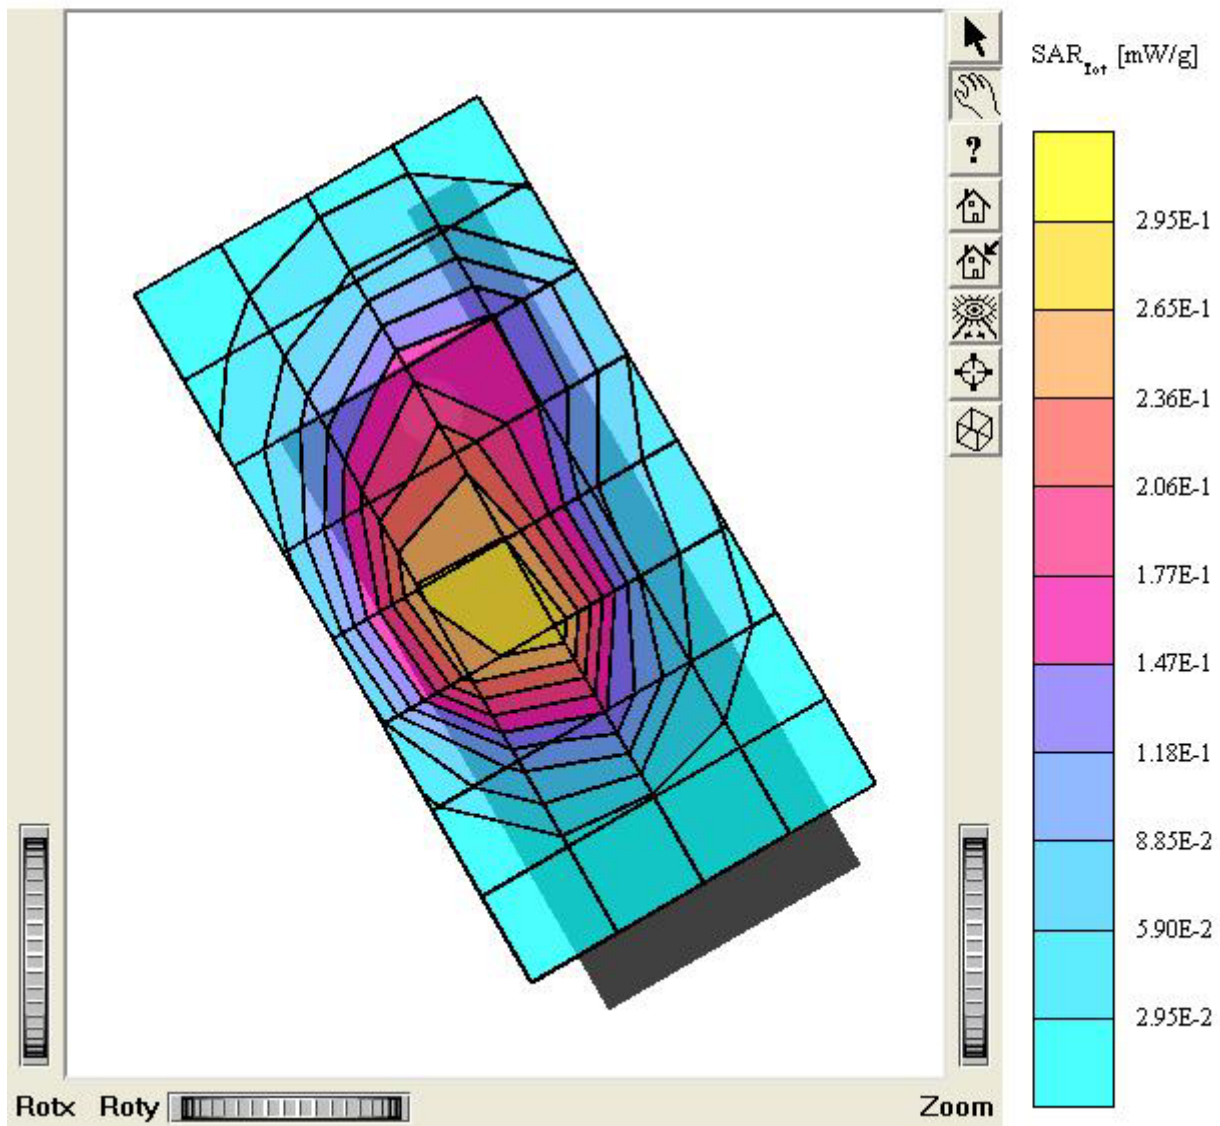 SAR_Tot [mW/g]
?
2.95E-1
2.65E-1
2.36E-1
2.06E-1
1.77E-1
1.47E-1
1.18E-1
8.85E-2
5.90E-2
2.95E-2
Rotx Roty Zoom